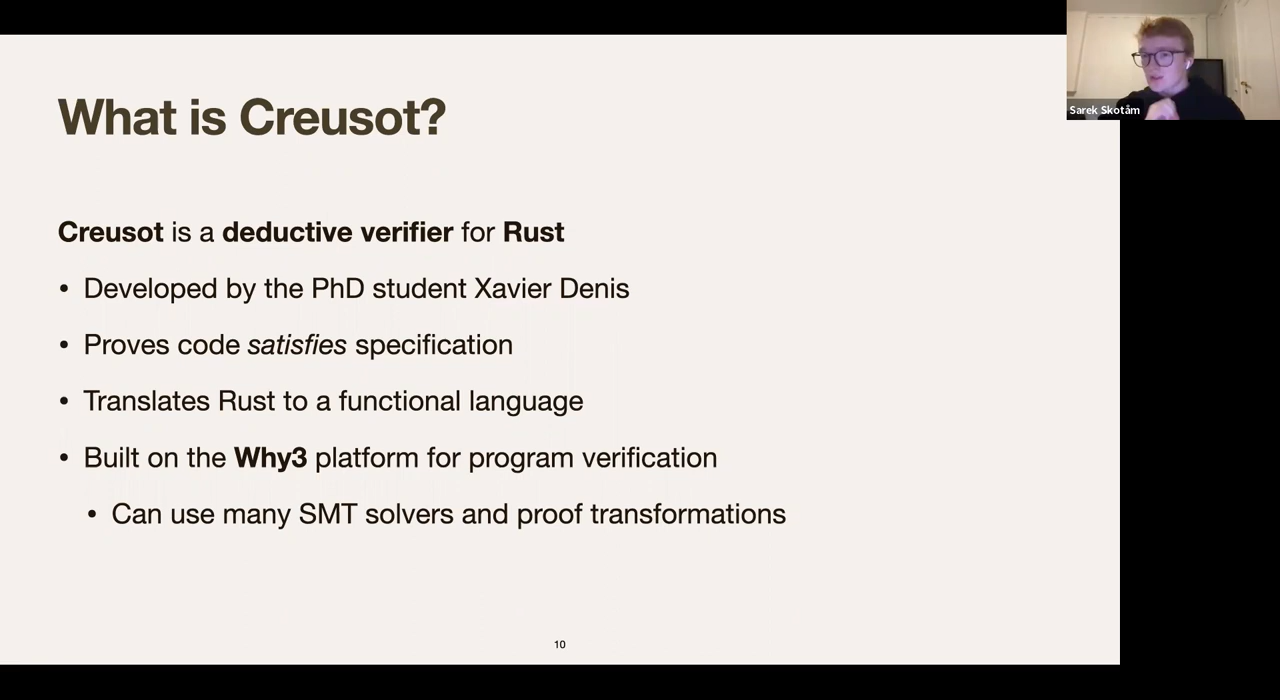 What is Creusot?
Creusot is a deductive verifier for Rust
• Developed by the PhD student Xavier Denis
• Proves code satisfies specification
• Translates Rust to a functional language
• Built on the Why3 platform for program verification
• Can use many SMT solvers and proof transformations
10
Sarek Skotåm